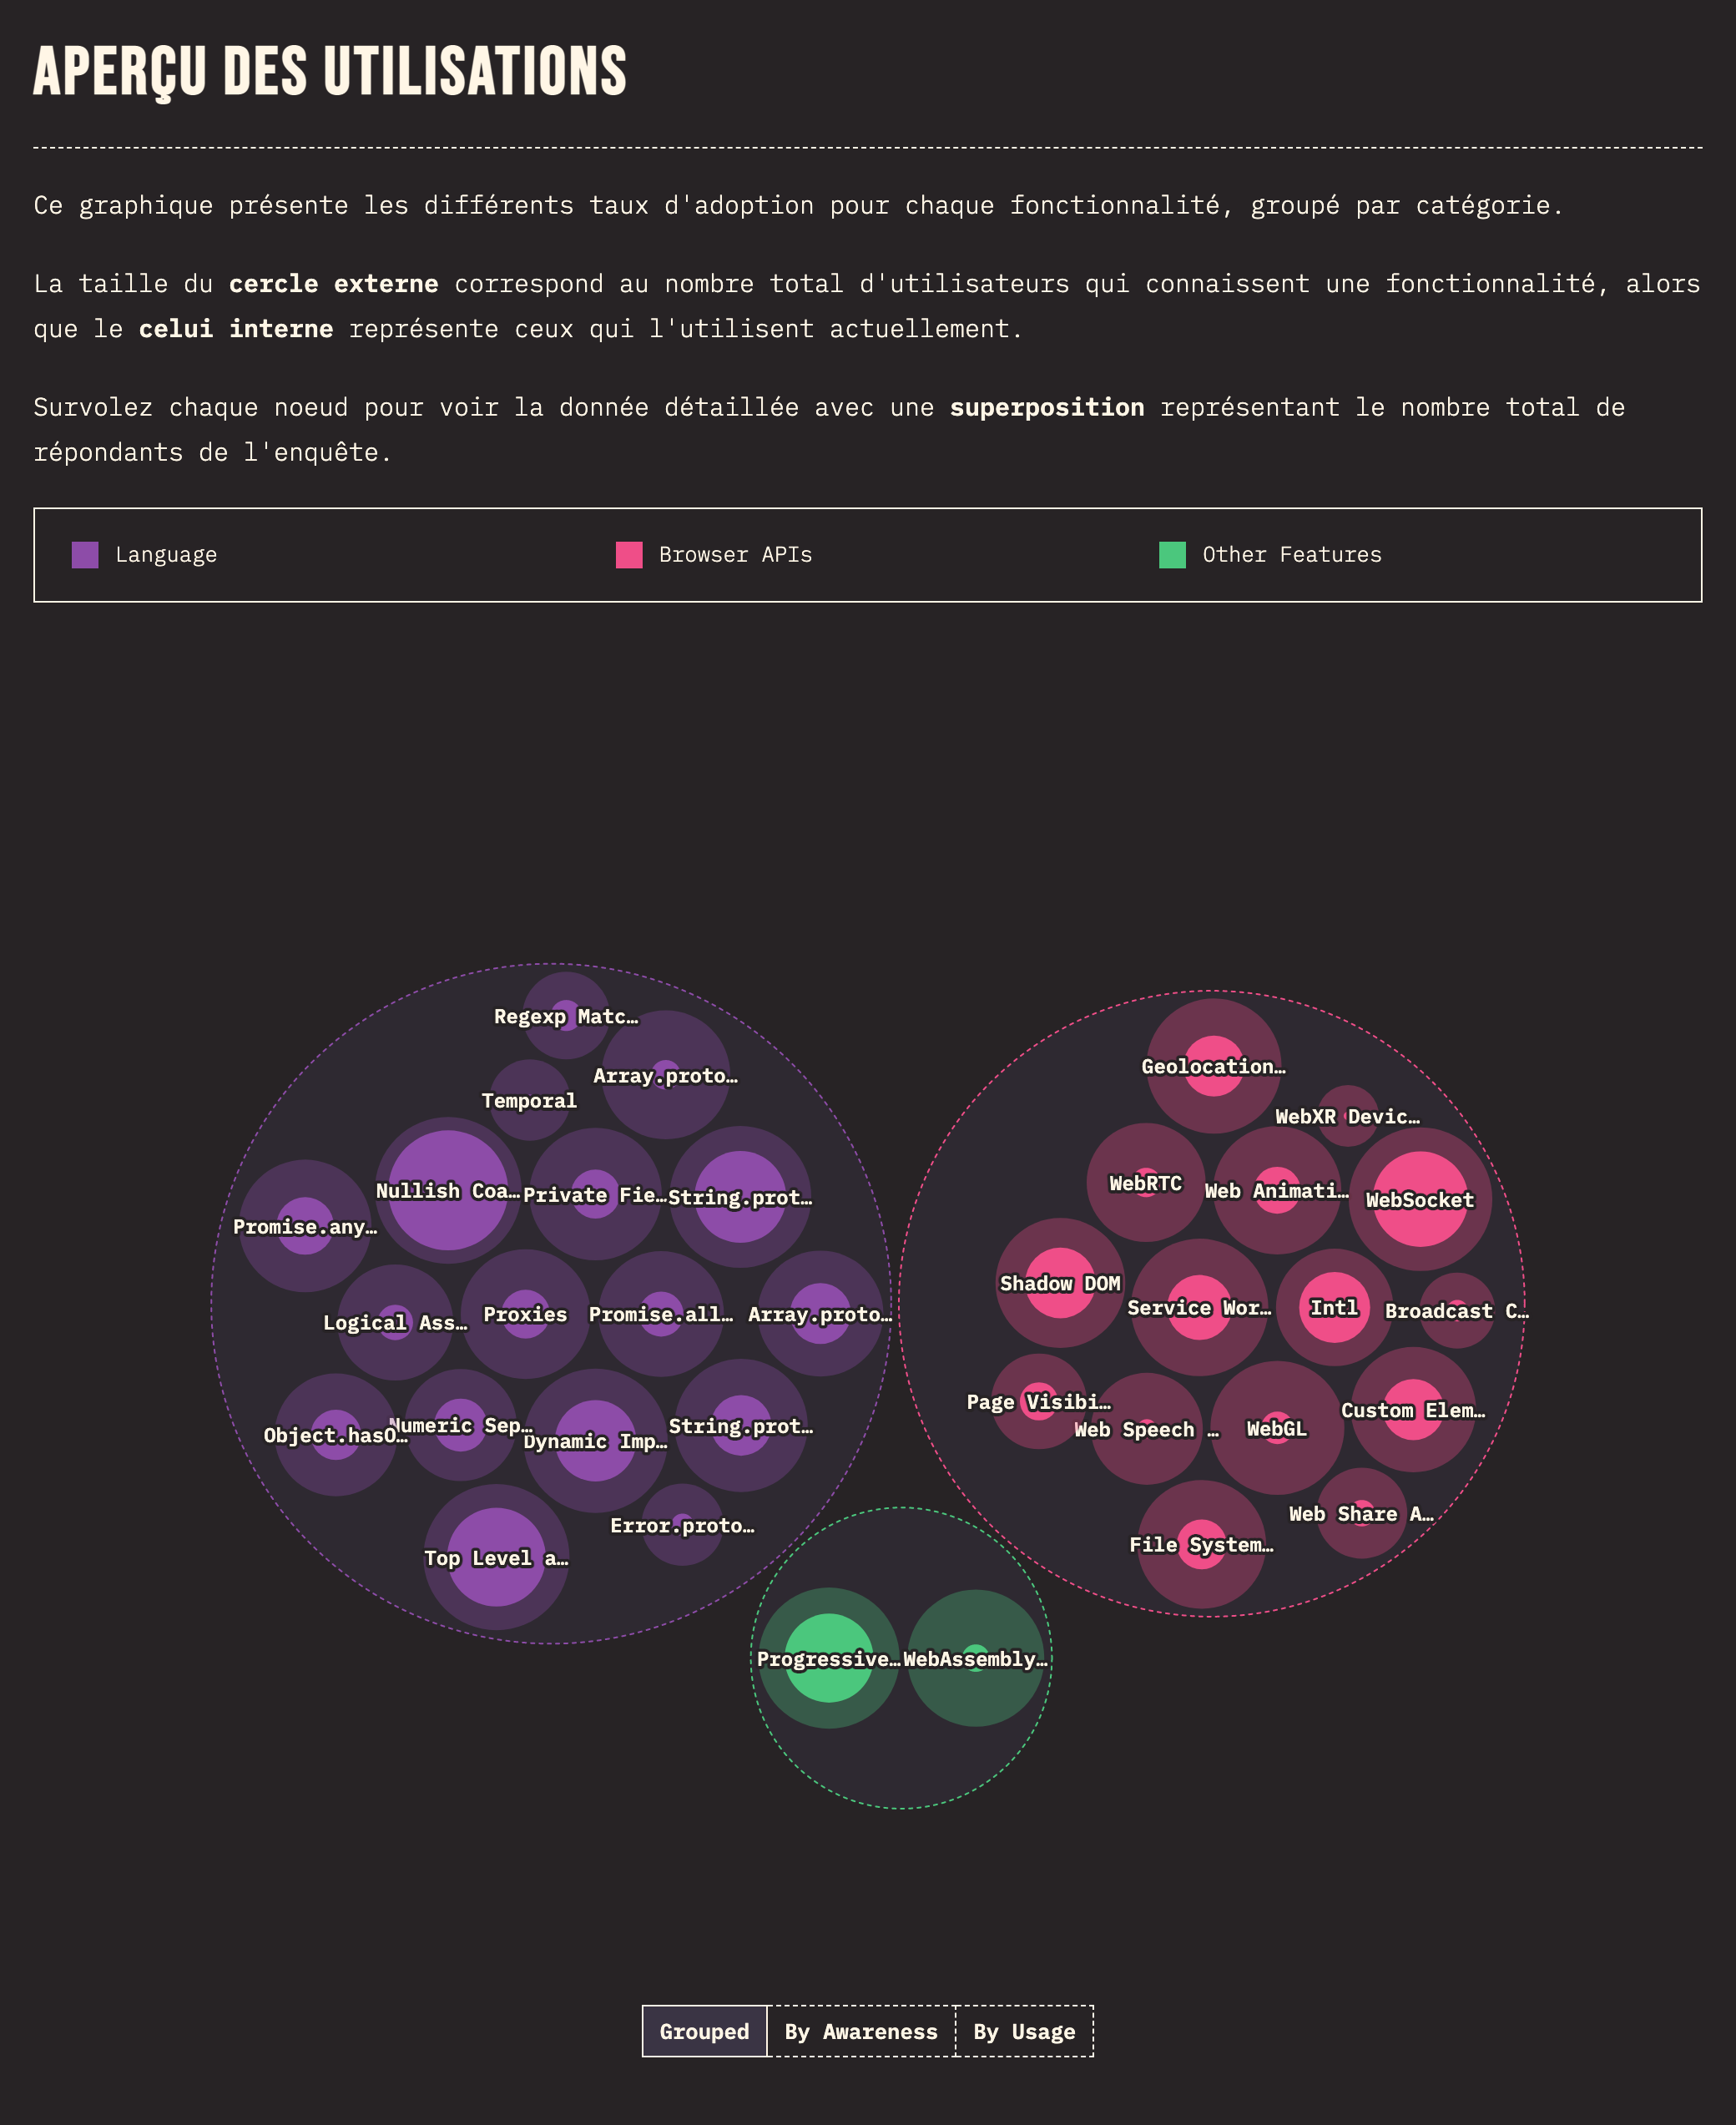 APERÇU DES UTILISATIONS
Ce graphique présente les différents taux d'adoption pour chaque fonctionnalité, groupé par catégorie.
La taille du cercle externe correspond au nombre total d'utilisateurs qui connaissent une fonctionnalité, alors
que le celui interne représente ceux qui l'utilisent actuellement.
Survolez chaque noeud pour voir la donnée détaillée avec une superposition représentant le nombre total de
répondants de l'enquête.
Language
Browser APIs
Other Features
Regexp Matc…
Array.proto…
Temporal
Nullish Coa…
Private Fie…
String.prot…
Promise.any…
Logical Ass…
Proxies
Promise.all…
Array.proto…
Object.hasO…
Numeric Sep…
Dynamic Imp…
String.prot…
Top Level a…
Error.proto…
Geolocation…
WebXR Devic…
WebRTC
Web Animati…
WebSocket
Shadow DOM
Service Wor…
Intl
Broadcast C…
Page Visibi…
Web Speech …
WebGL
Custom Elem…
File System…
Web Share A…
Progressive…
WebAssembly…
Grouped
By Awareness
By Usage